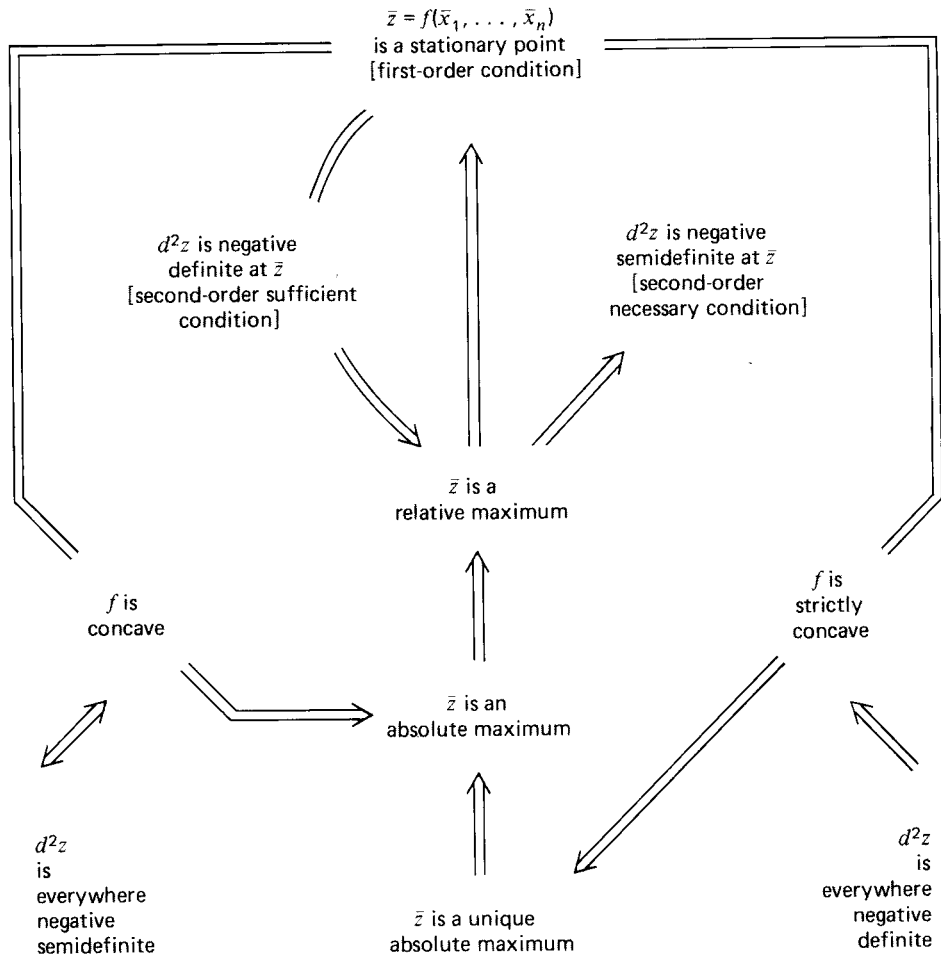 z̄ = f(x̄₁, . . . , x̄ₙ)
is a stationary point
[first-order condition]
d²z is negative
definite at z̄
[second-order sufficient
condition]
d²z is negative
semidefinite at z̄
[second-order
necessary condition]
z̄ is a
relative maximum
f is
concave
f is
strictly
concave
z̄ is an
absolute maximum
d²z
is
everywhere
negative
semidefinite
z̄ is a unique
absolute maximum
d²z
is
everywhere
negative
definite